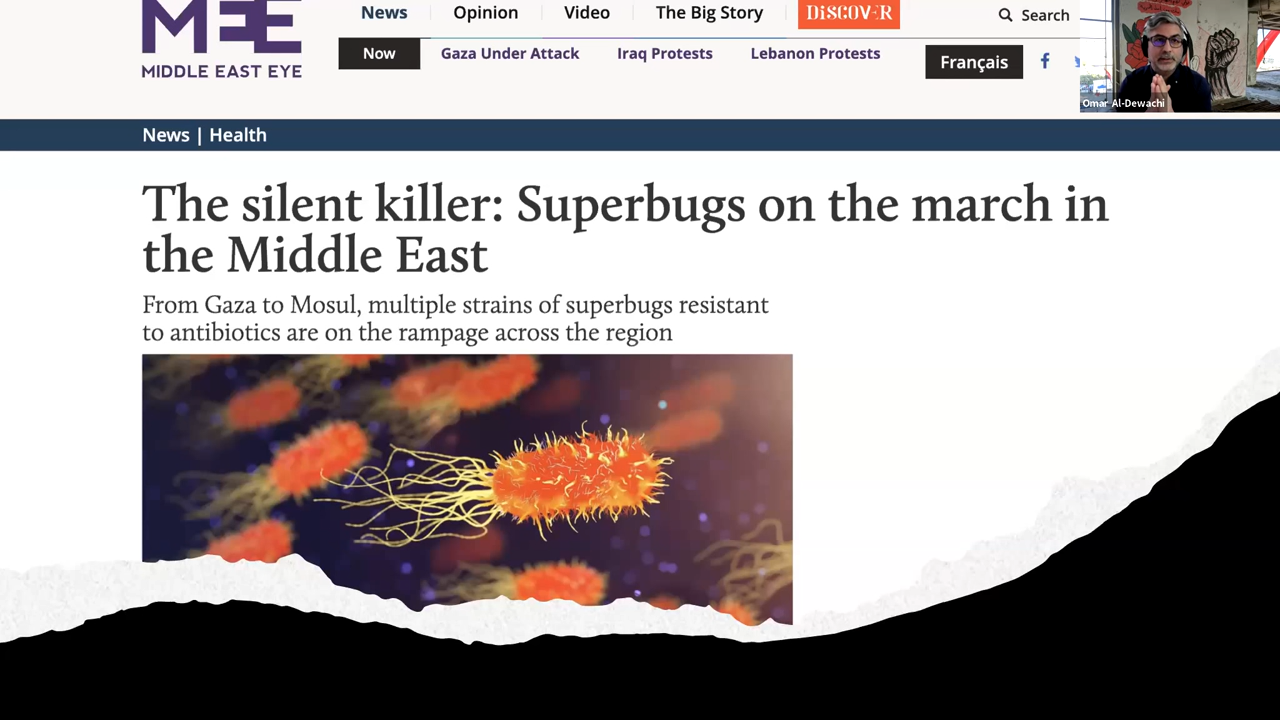 MEE
MIDDLE EAST EYE
News
Opinion
Video
The Big Story
DiSCOVER
Search
Now
Gaza Under Attack
Iraq Protests
Lebanon Protests
Français
Omar Al-Dewachi
News | Health
The silent killer: Superbugs on the march in
the Middle East
From Gaza to Mosul, multiple strains of superbugs resistant
to antibiotics are on the rampage across the region